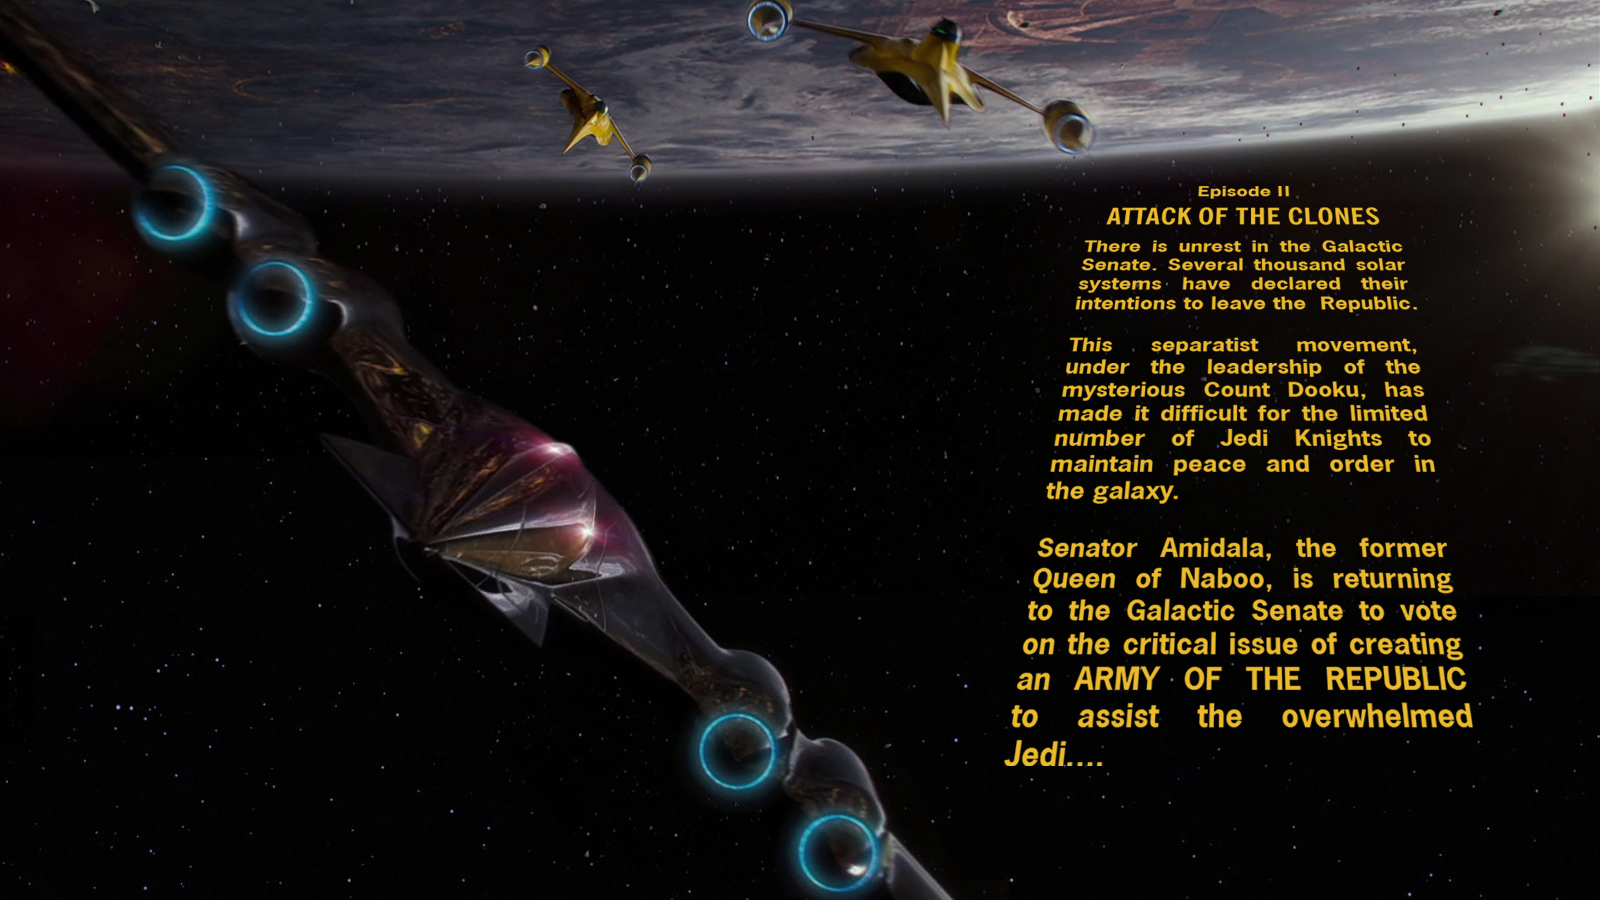 Episode II
ATTACK OF THE CLONES
There is unrest in the Galactic
Senate. Several thousand solar
systems have declared their
intentions to leave the Republic.
This separatist movement,
under the leadership of the
mysterious Count Dooku, has
made it difficult for the limited
number of Jedi Knights to
maintain peace and order in
the galaxy.
Senator Amidala, the former
Queen of Naboo, is returning
to the Galactic Senate to vote
on the critical issue of creating
an ARMY OF THE REPUBLIC
to assist the overwhelmed
Jedi....